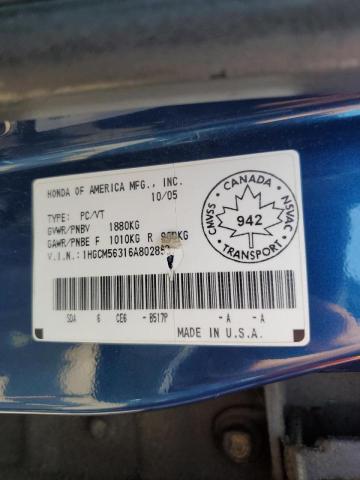 HONDA OF AMERICA MFG., INC.
10/05
TYPE: PC/VT
GVWR/PNBV 1880KG
GAWR/PNBE F 1010KG R
V.I.N.:
SDA 6 CE6 - B517P - A - A
MADE IN U.S.A.
CANADA
CMVSS
942
NSVAC
TRANSPORT